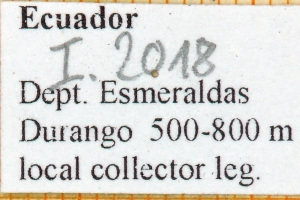 Ecuador
I. 2018
Dept. Esmeraldas
Durango 500-800 m
local collector leg.